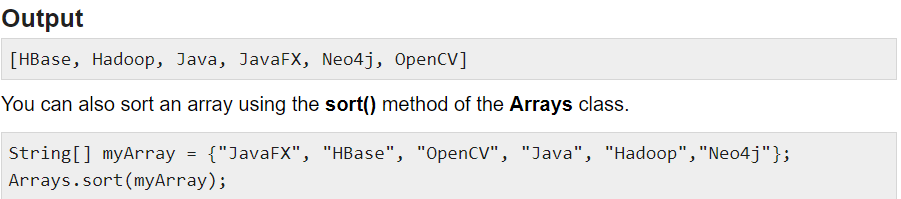 Output
[HBase, Hadoop, Java, JavaFX, Neo4j, OpenCV]
You can also sort an array using the sort() method of the Arrays class.
String[] myArray = {"JavaFX", "HBase", "OpenCV", "Java", "Hadoop","Neo4j"};
Arrays.sort(myArray);